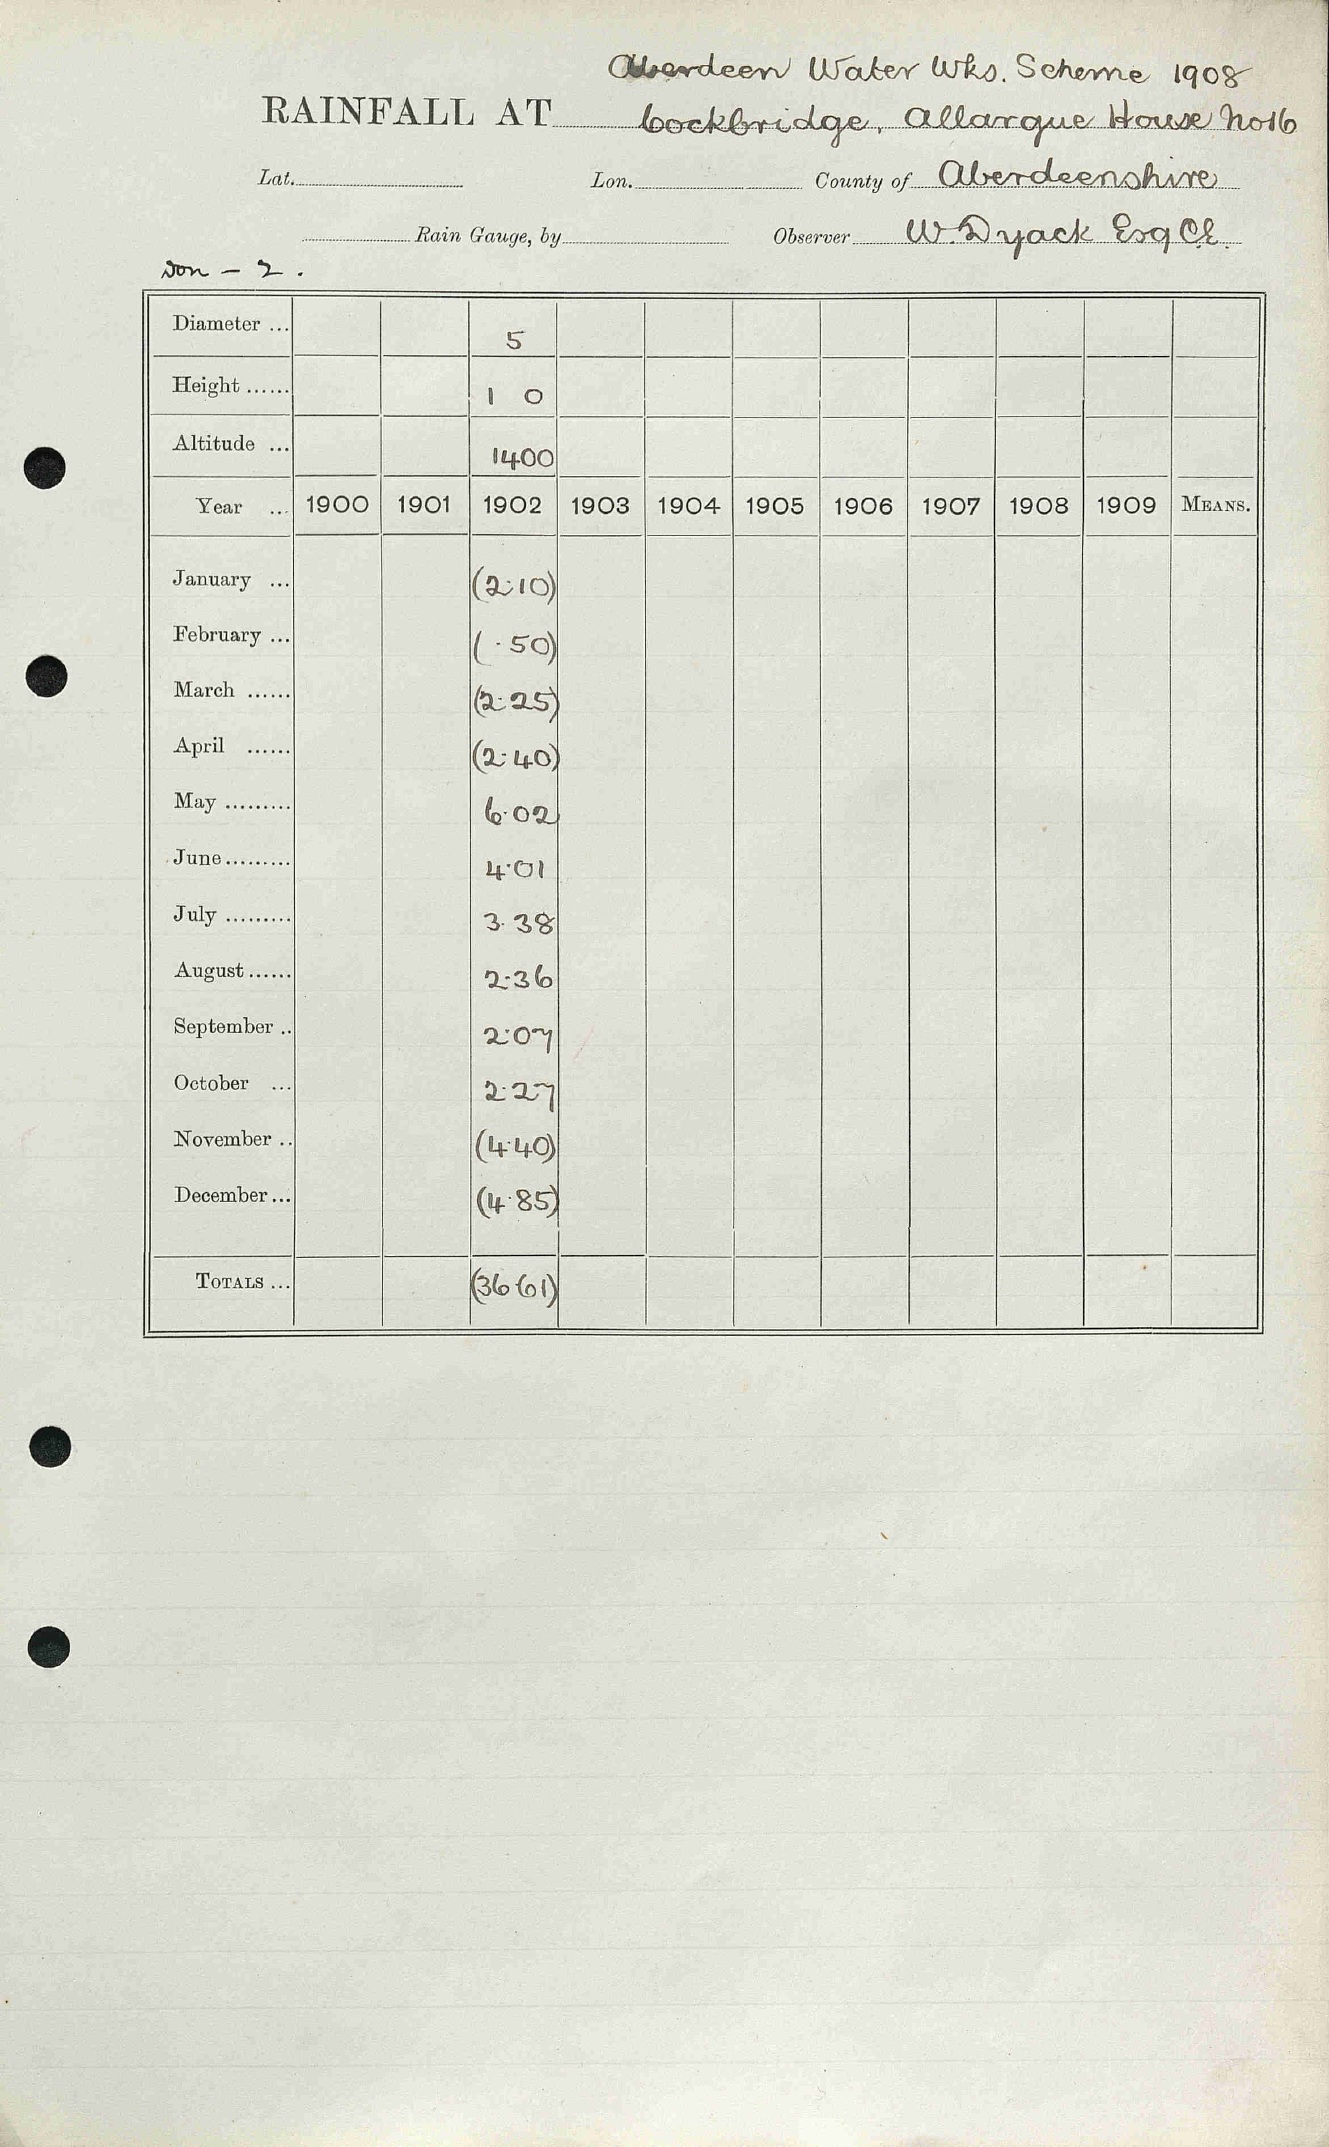 Aberdeen Water Wks. Scheme 1908
RAINFALL AT Cockbridge, Allargue House No 16
Lat. Lon. County of Aberdeenshire
Rain Gauge, by Observer W. Dyack Esq CE.
Don - 2.
Diameter ... 5
Height ...... 1 0
Altitude ... 1400
Year ... 1900 1901 1902 1903 1904 1905 1906 1907 1908 1909 MEANS.
January ... (2.10)
February ... ( .50)
March ...... (2.25)
April ...... (2.40)
May ......... 6.02
June ......... 4.01
July ......... 3.38
August ...... 2.36
September .. 2.07
October ... 2.27
November .. (4.40)
December ... (4.85)
TOTALS ... (36.61)